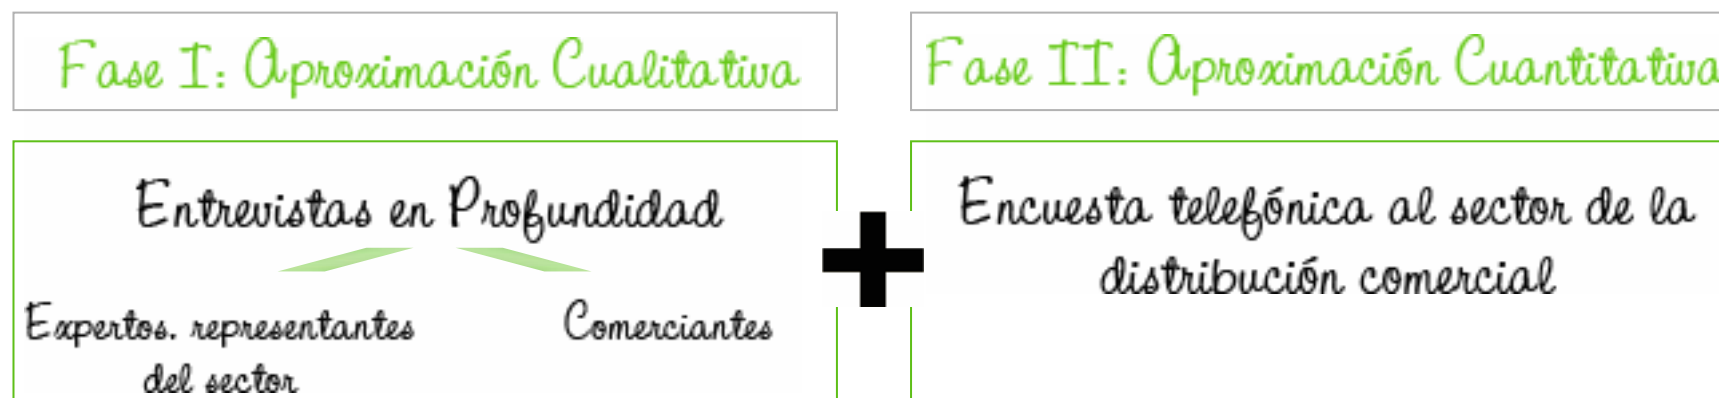 Fase I: Aproximación Cualitativa
Fase II: Aproximación Cuantitativa
Entrevistas en Profundidad
Expertos. representantes
del sector
Comerciantes
Encuesta telefónica al sector de la
distribución comercial